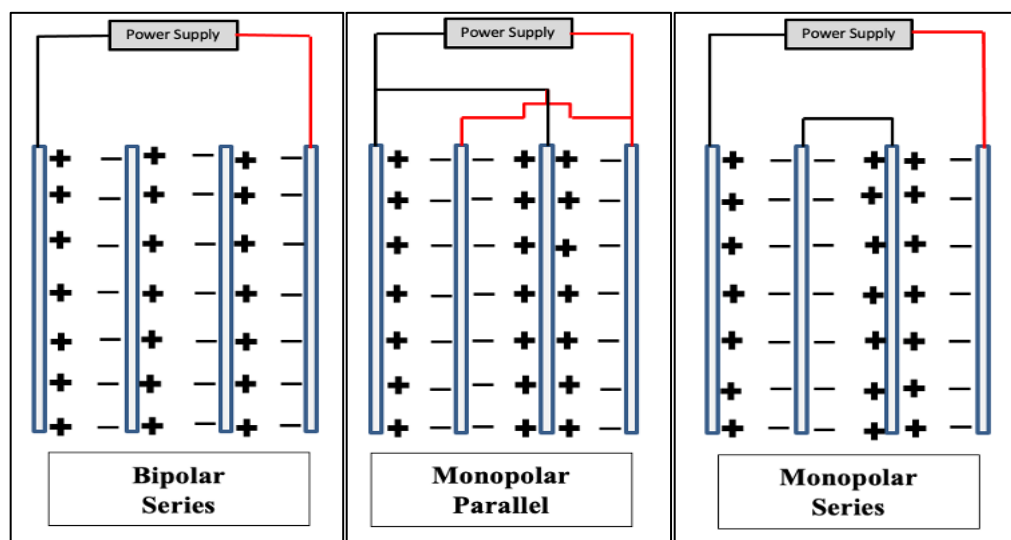 Power Supply
Bipolar
Series
Power Supply
Monopolar
Parallel
Power Supply
Monopolar
Series